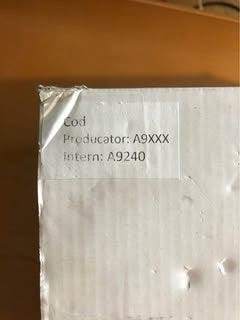 Cod
Producator: A9XXX
Intern: A9240